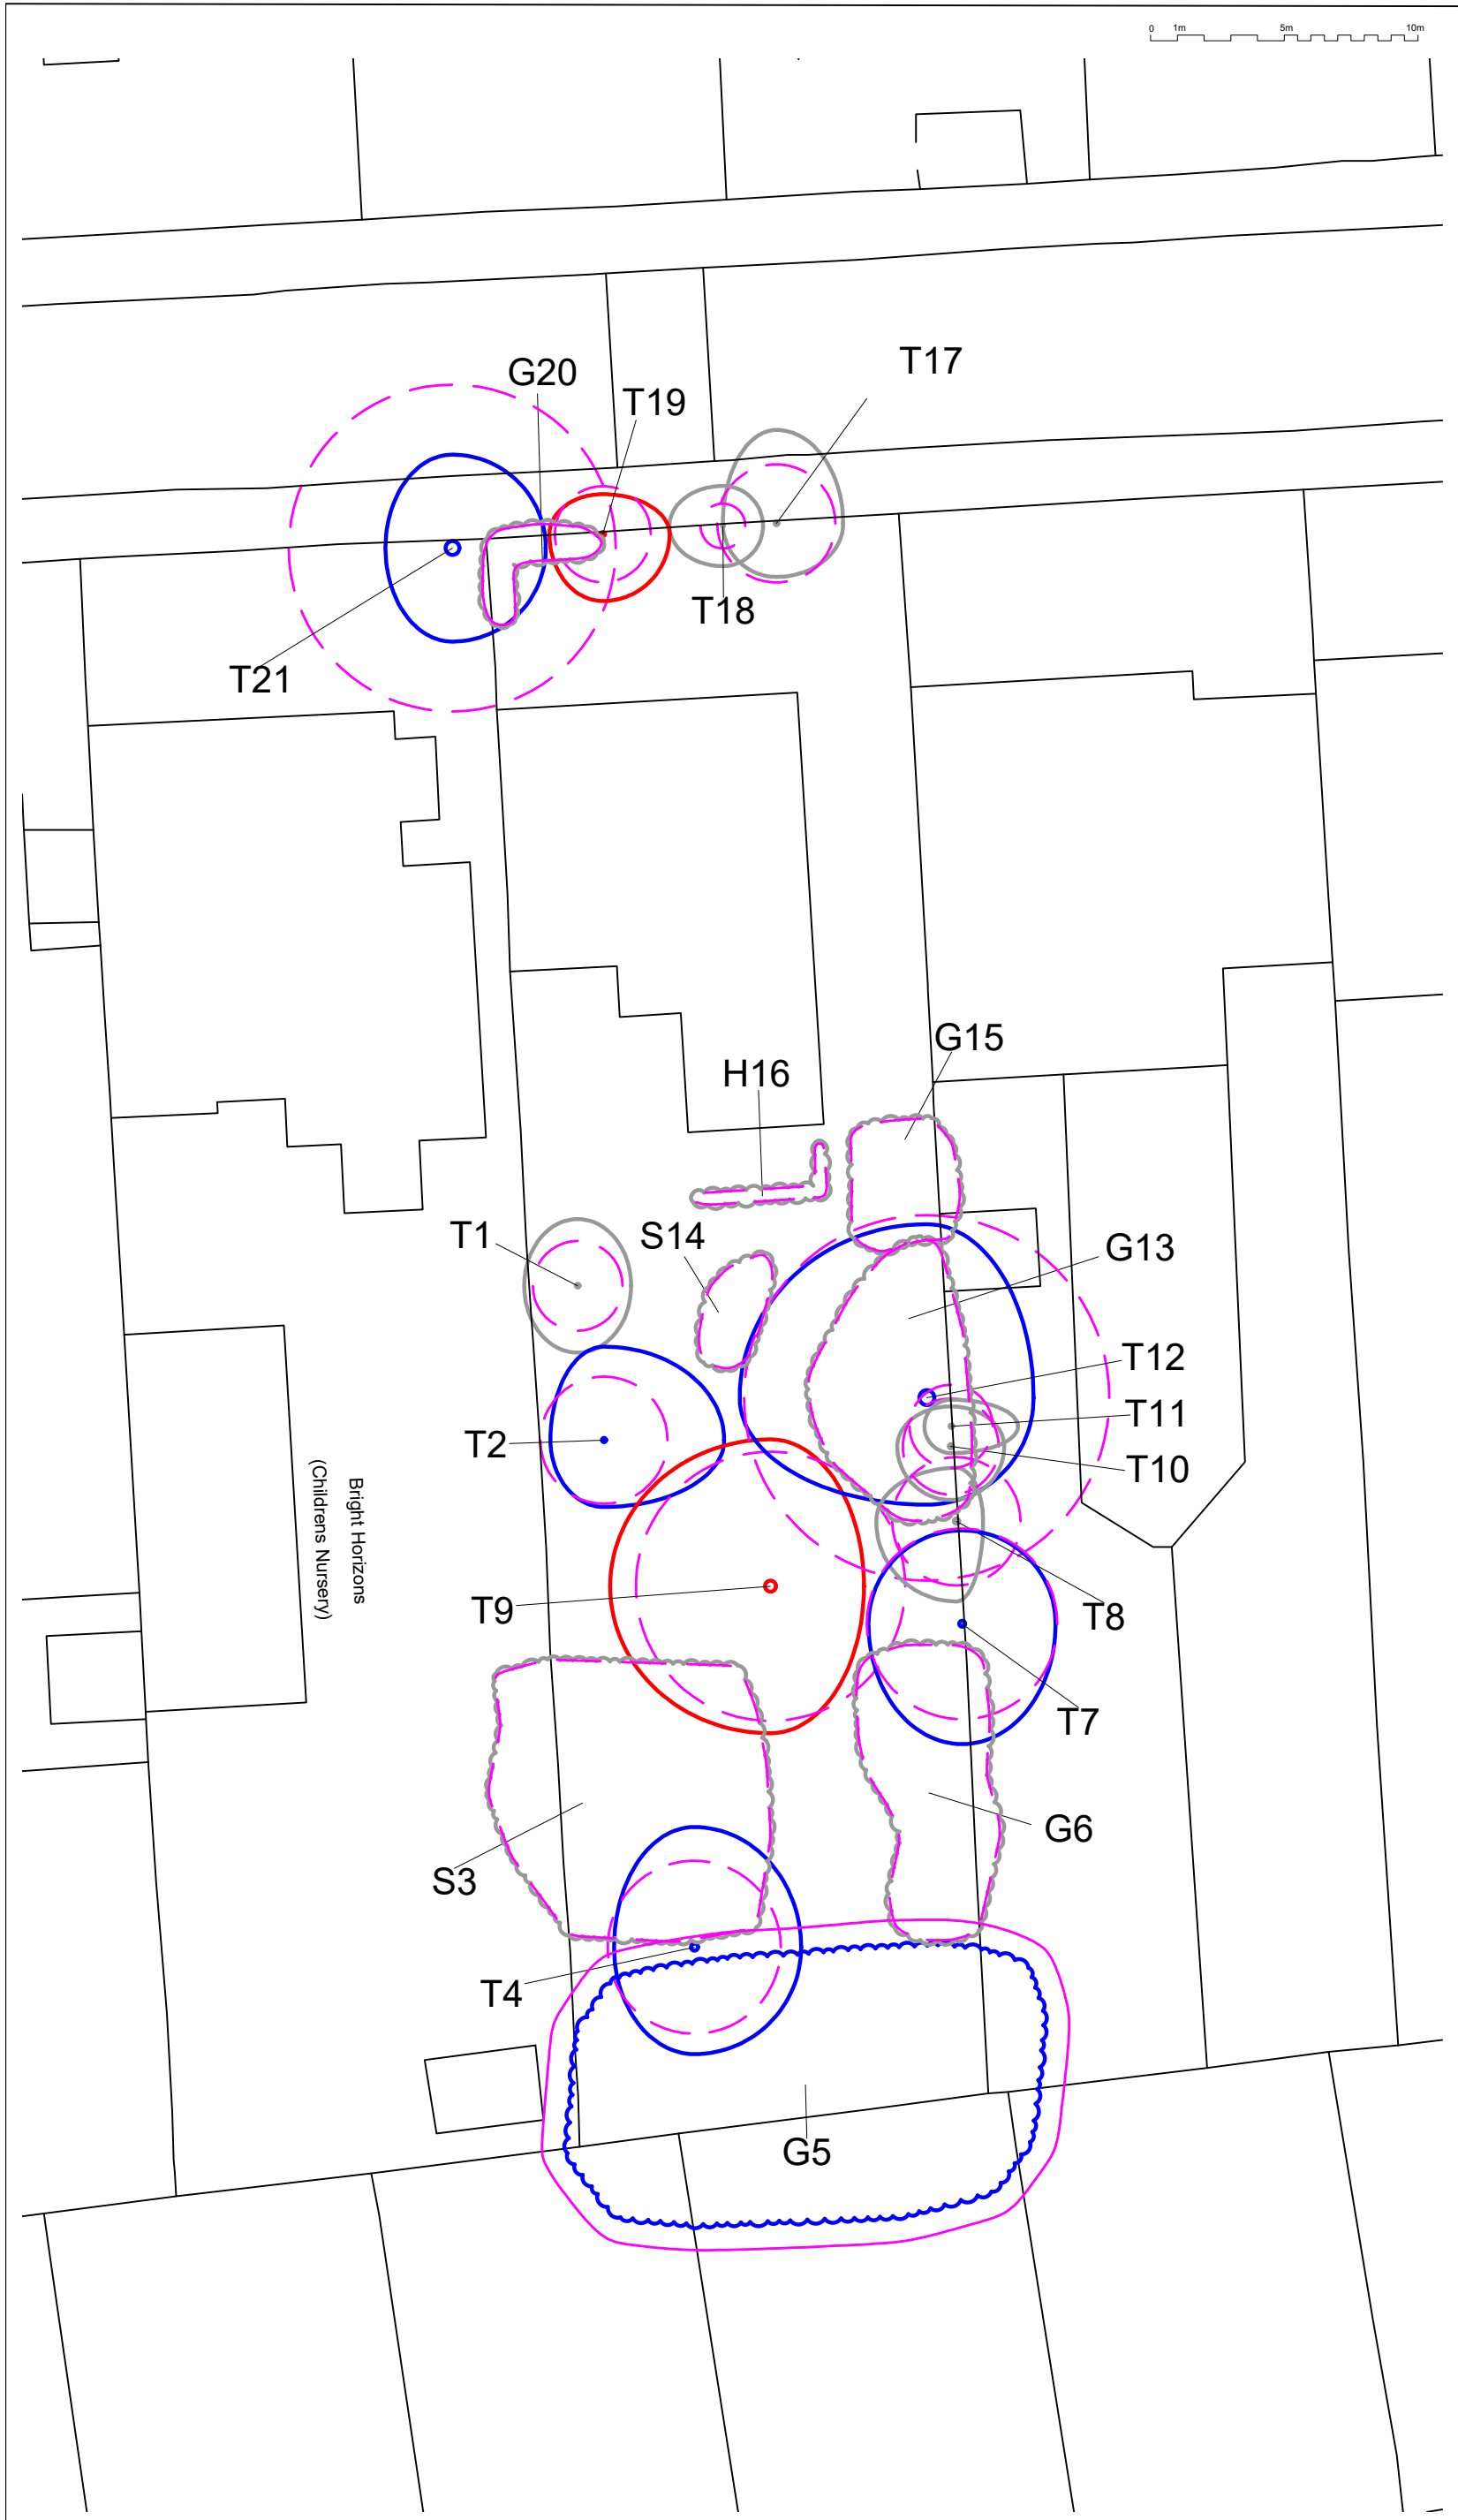 0 1m 5m 10m
T17
G20
T19
T18
T21
G15
H16
T1
S14
G13
T12
T11
T2
T10
Bright Horizons
(Childrens Nursery)
T9
T8
T7
G6
S3
T4
G5